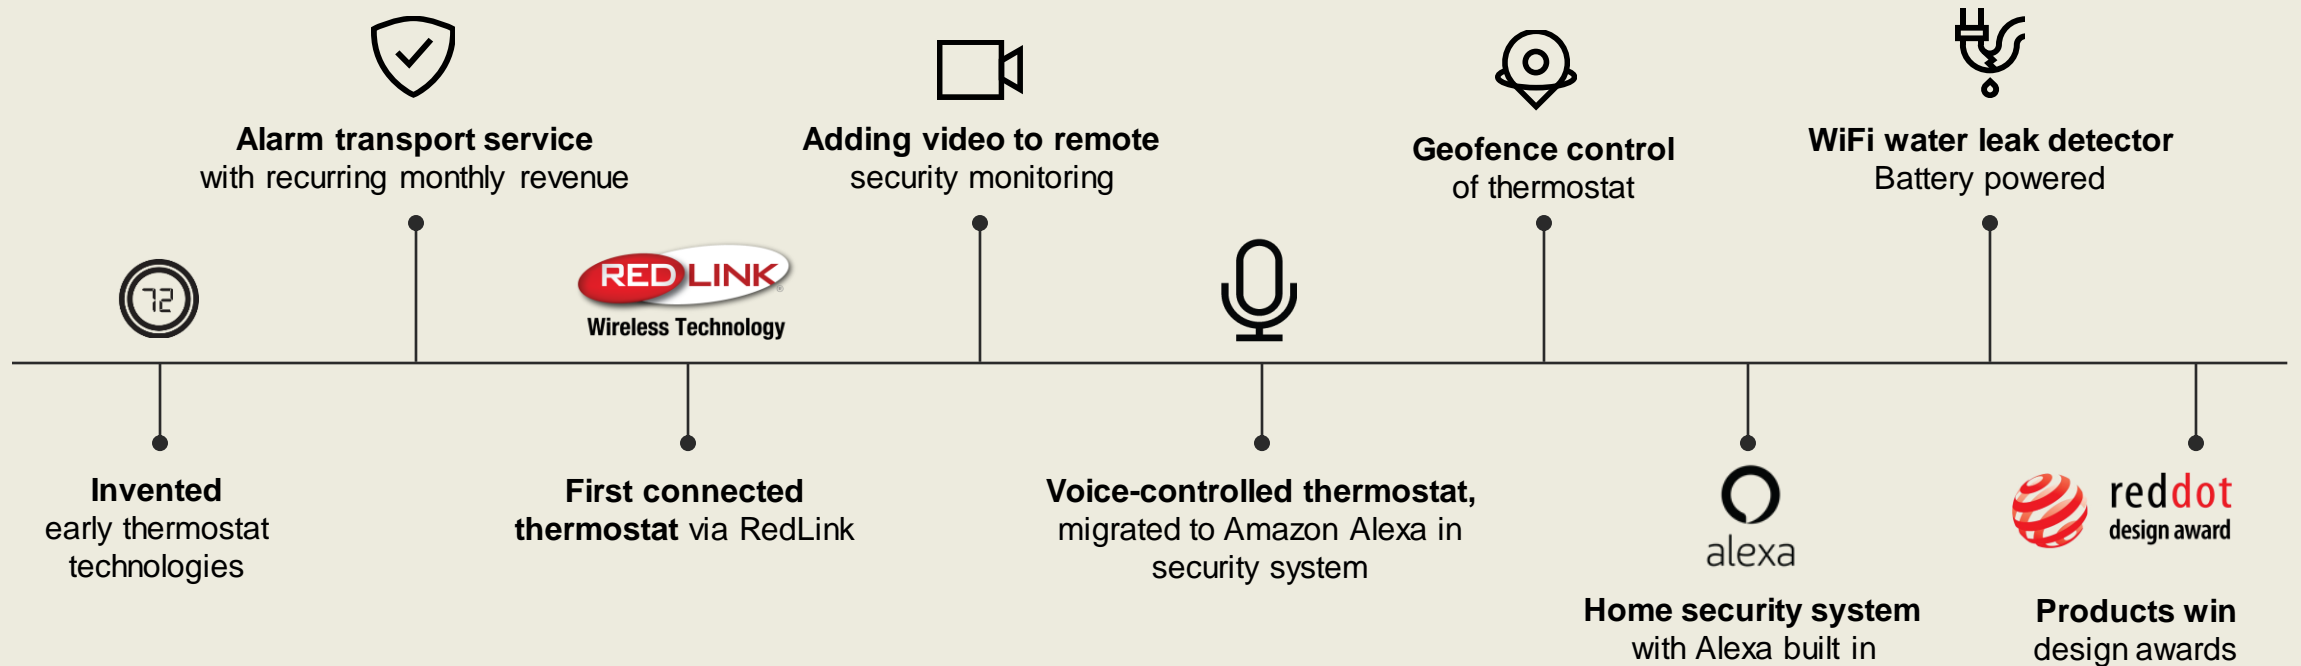 Alarm transport service
with recurring monthly revenue
Adding video to remote
security monitoring
Geofence control
of thermostat
WiFi water leak detector
Battery powered
72
REDLINK®
Wireless Technology
Invented
early thermostat
technologies
First connected
thermostat via RedLink
Voice-controlled thermostat,
migrated to Amazon Alexa in
security system
alexa
Home security system
with Alexa built in
reddot
design award
Products win
design awards